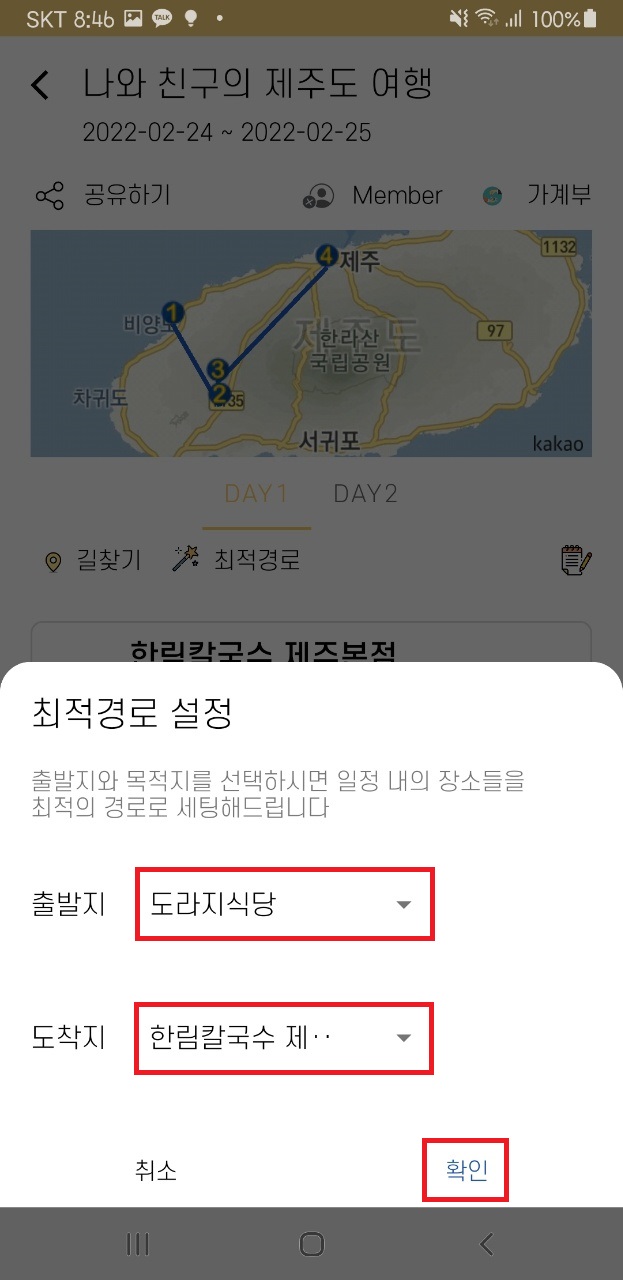 SKT 8:46 TALK 100%
나와 친구의 제주도 여행
2022-02-24 ~ 2022-02-25
공유하기 Member 가계부
1132
4 제주
비양도 1
제주도
한라산
국립공원
97
3
차귀도
2
서귀포
kakao
DAY1 DAY2
길찾기 최적경로
한림칼국수 제주본점
최적경로 설정
출발지와 목적지를 선택하시면 일정 내의 장소들을
최적의 경로로 세팅해드립니다
출발지 도라지식당
도착지 한림칼국수 제··
취소 확인